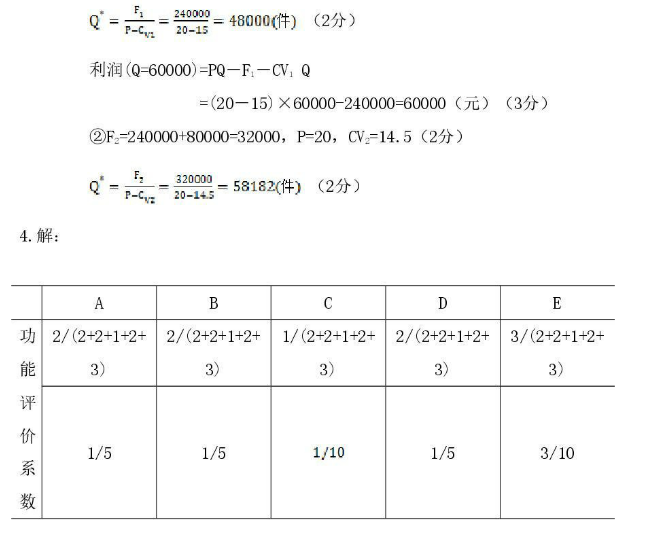 Q* = F₁/(P-C_V1) = 240000/(20-15) = 48000(件) （2分）
利润(Q=60000)=PQ-F₁-CV₁ Q
=(20-15)×60000-240000=60000（元）(3分）
②F₂=240000+80000=32000, P=20, CV₂=14.5（2分）
Q* = F₂/(P-C_V2) = 320000/(20-14.5) = 58182(件) （2分）
4.解:
A B C D E
功能评价系数
2/(2+2+1+2+3) 2/(2+2+1+2+3) 1/(2+2+1+2+3) 2/(2+2+1+2+3) 3/(2+2+1+2+3)
1/5 1/5 1/10 1/5 3/10